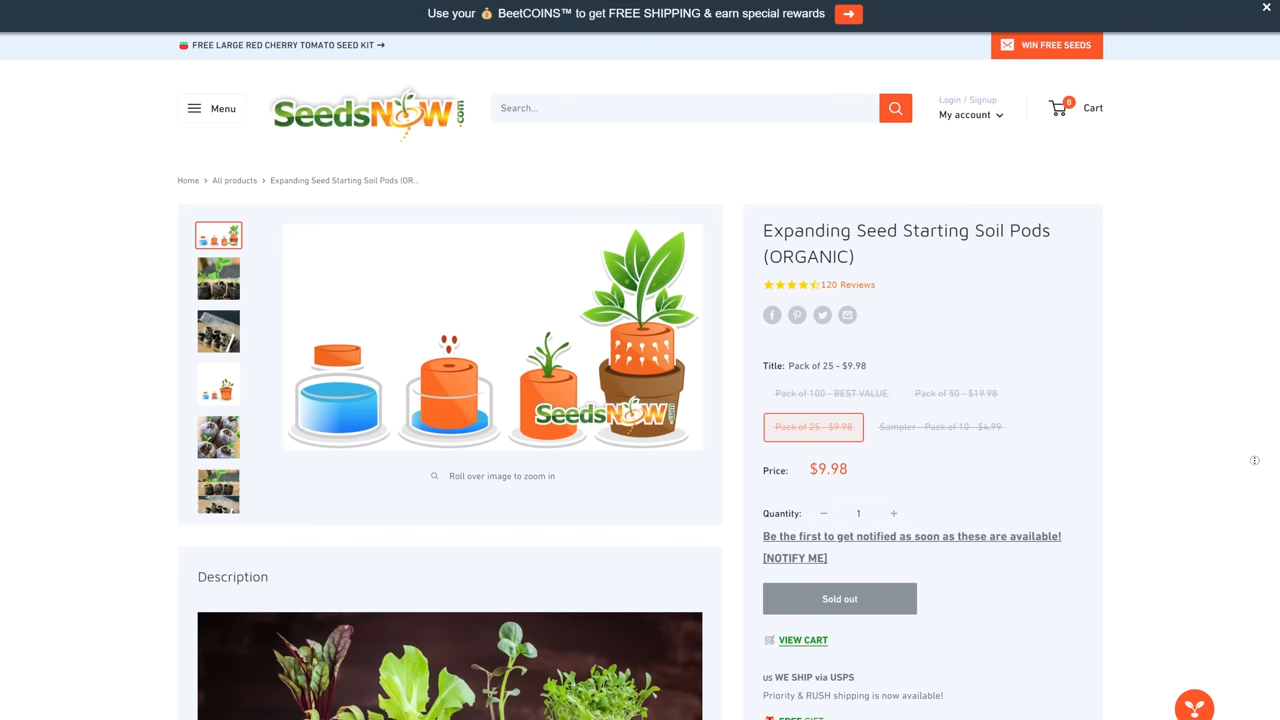 Use your 💰 BeetCOINS™ to get FREE SHIPPING & earn special rewards ➔
✕
🍅 FREE LARGE RED CHERRY TOMATO SEED KIT ➔
WIN FREE SEEDS
Menu
SeedsNOW.com
Search...
Login / Signup
My account
0
Cart
Home > All products > Expanding Seed Starting Soil Pods (OR...
SeedsNOW.com
Roll over image to zoom in
Expanding Seed Starting Soil Pods
(ORGANIC)
120 Reviews
Title: Pack of 25 - $9.98
Pack of 100 - BEST VALUE
Pack of 50 - $19.98
Pack of 25 - $9.98
Sampler - Pack of 10 - $4.99
Price: $9.98
Quantity: − 1 +
Be the first to get notified as soon as these are available!
[NOTIFY ME]
Sold out
🛒 VIEW CART
US WE SHIP via USPS
Priority & RUSH shipping is now available!
FREE GIFT
Description